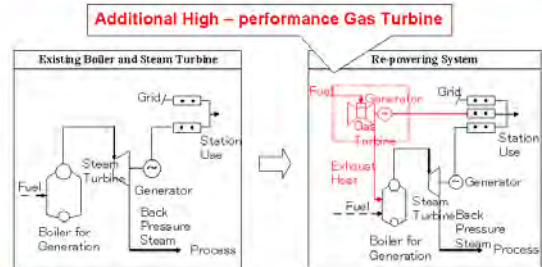 Additional High – performance Gas Turbine
Existing Boiler and Steam Turbine
Grid
Station
Use
Steam
Turbine
Generator
Fuel
Back
Pressure
Steam
Boiler for
Generation
Process
Re-powering System
Fuel
Generator
Gas
Turbine
Grid
Station
Use
Exhaust
Heat
Generator
Steam
Turbine
Fuel
Back
Pressure
Steam
Boiler for
Generation
Process